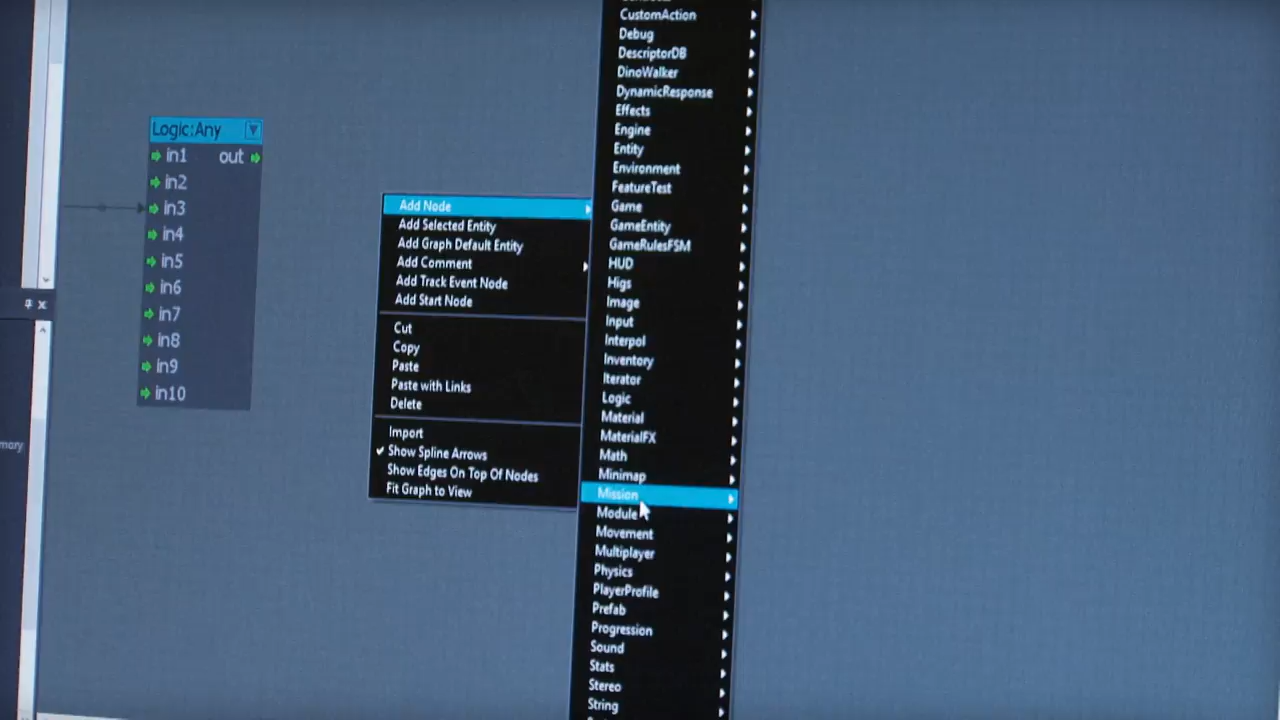 Logic:Any
in1 out
in2
in3
in4
in5
in6
in7
in8
in9
in10
Add Node
Add Selected Entity
Add Graph Default Entity
Add Comment
Add Track Event Node
Add Start Node
Cut
Copy
Paste
Paste with Links
Delete
Import
Show Spline Arrows
Show Edges On Top Of Nodes
Fit Graph to View
CustomAction
Debug
DescriptorDB
DinoWalker
DynamicResponse
Effects
Engine
Entity
Environment
FeatureTest
Game
GameEntity
GameRulesFSM
HUD
Higs
Image
Input
Interpol
Inventory
Iterator
Logic
Material
MaterialFX
Math
Minimap
Mission
Module
Movement
Multiplayer
Physics
PlayerProfile
Prefab
Progression
Sound
Stats
Stereo
String